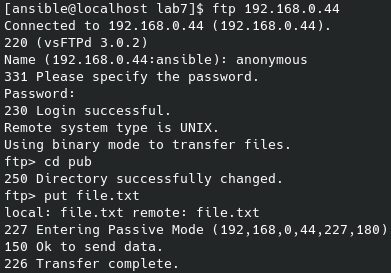 [ansible@localhost lab7]$ ftp 192.168.0.44
Connected to 192.168.0.44 (192.168.0.44).
220 (vsFTPd 3.0.2)
Name (192.168.0.44:ansible): anonymous
331 Please specify the password.
Password:
230 Login successful.
Remote system type is UNIX.
Using binary mode to transfer files.
ftp> cd pub
250 Directory successfully changed.
ftp> put file.txt
local: file.txt remote: file.txt
227 Entering Passive Mode (192,168,0,44,227,180)
150 Ok to send data.
226 Transfer complete.